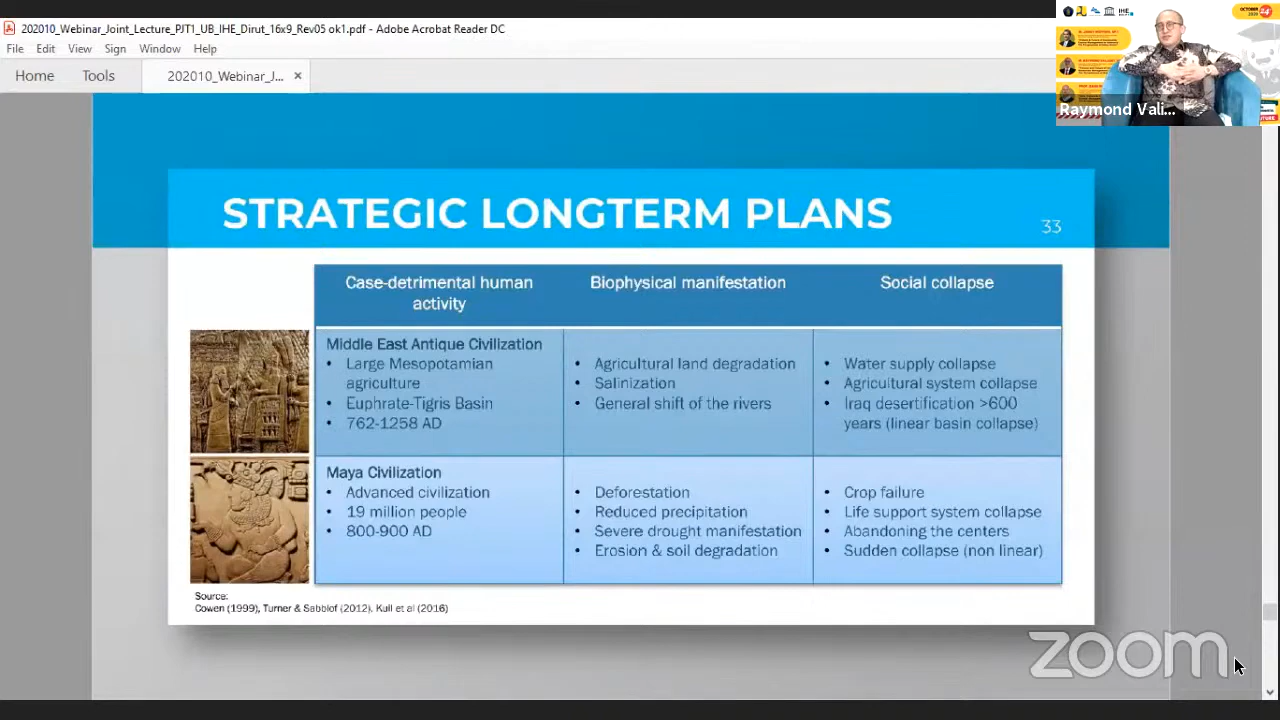 202010_Webinar_Joint_Lecture_PJT1_UB_IHE_Dirut_16x9_Rev05 ok1.pdf - Adobe Acrobat Reader DC
File Edit View Sign Window Help
Home Tools 202010_Webinar_J... ×
OCTOBER
24
IHE
Raymond Vali...
STRATEGIC LONGTERM PLANS
33
Case-detrimental human
activity
Biophysical manifestation
Social collapse
Middle East Antique Civilization
• Large Mesopotamian
agriculture
• Euphrate-Tigris Basin
• 762-1258 AD
• Agricultural land degradation
• Salinization
• General shift of the rivers
• Water supply collapse
• Agricultural system collapse
• Iraq desertification >600
years (linear basin collapse)
Maya Civilization
• Advanced civilization
• 19 million people
• 800-900 AD
• Deforestation
• Reduced precipitation
• Severe drought manifestation
• Erosion & soil degradation
• Crop failure
• Life support system collapse
• Abandoning the centers
• Sudden collapse (non linear)
Source:
Cowen (1999), Turner & Sabblof (2012), Kull et al (2016)
zoom